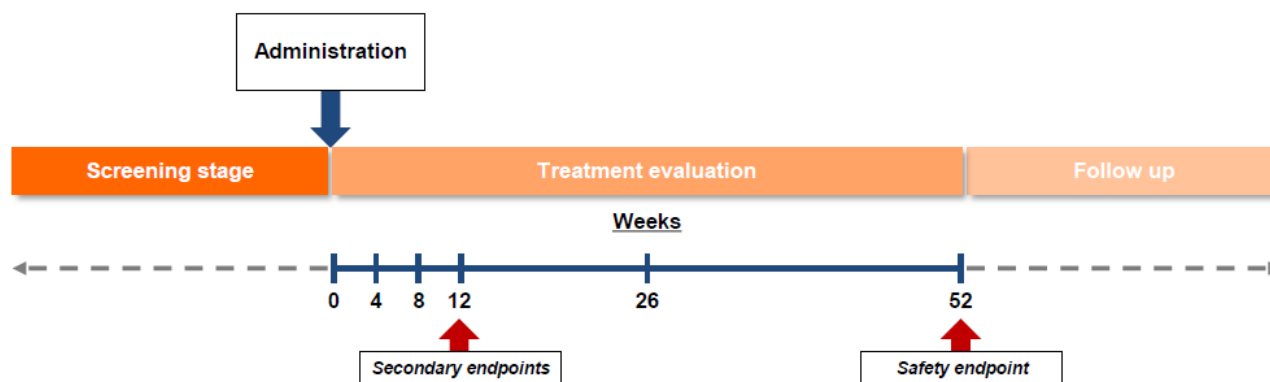 Administration
Screening stage
Treatment evaluation
Follow up
Weeks
0 4 8 12 26 52
Secondary endpoints
Safety endpoint